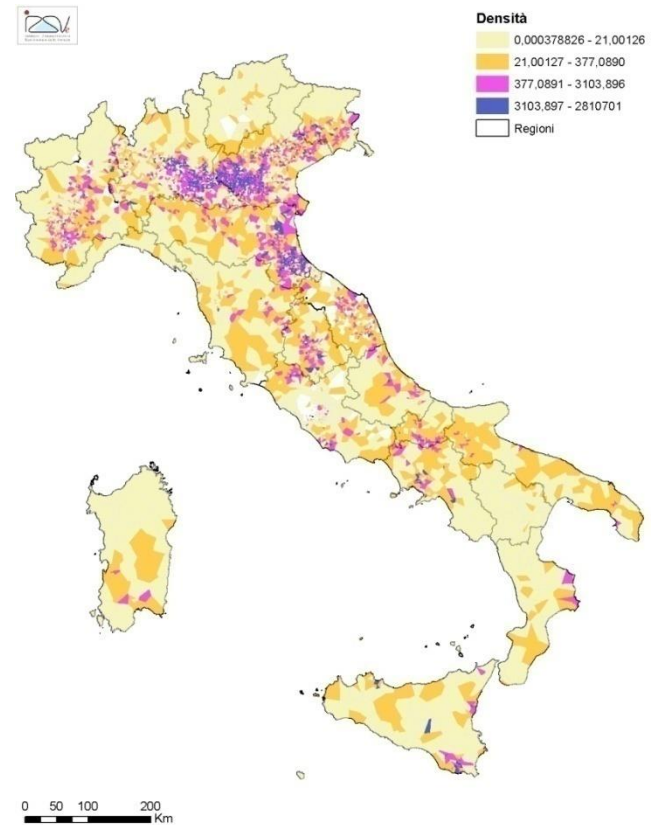 Densità
0,000378826 - 21,00126
21,00127 - 377,0890
377,0891 - 3103,896
3103,897 - 2810701
Regioni
0 50 100 200
Km